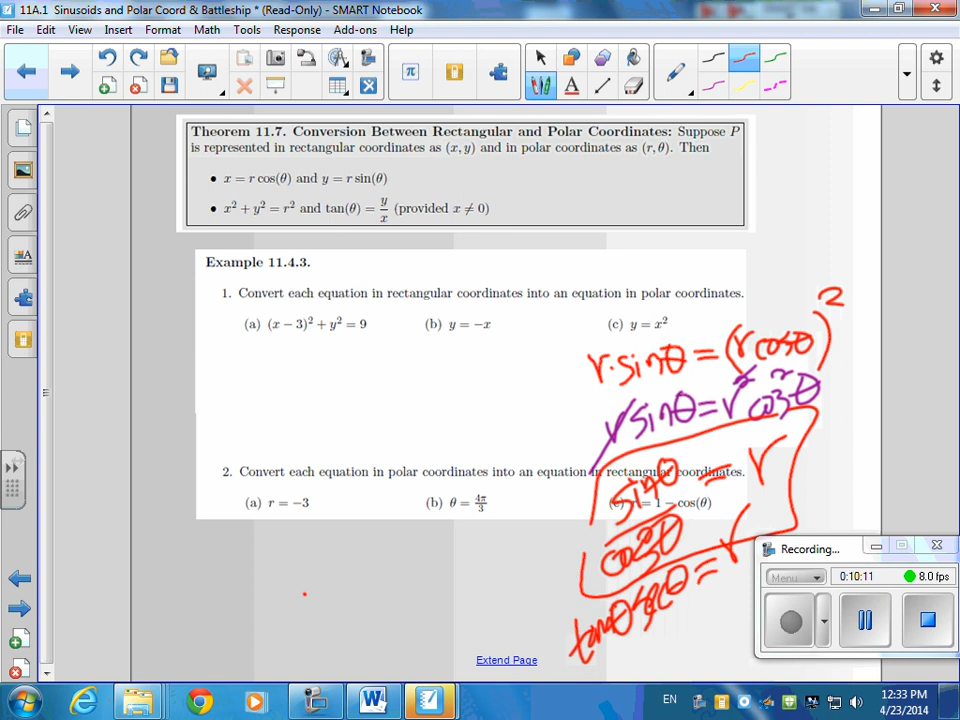 11A.1 Sinusoids and Polar Coord & Battleship * (Read-Only) - SMART Notebook
File Edit View Insert Format Math Tools Response Add-ons Help
Theorem 11.7. Conversion Between Rectangular and Polar Coordinates: Suppose P
is represented in rectangular coordinates as (x, y) and in polar coordinates as (r, θ). Then
• x = r cos(θ) and y = r sin(θ)
• x² + y² = r² and tan(θ) = y/x (provided x ≠ 0)
Example 11.4.3.
1. Convert each equation in rectangular coordinates into an equation in polar coordinates.
(a) (x − 3)² + y² = 9 (b) y = −x (c) y = x²
r·sinθ = (r cosθ)²
r sinθ = r² cos²θ
2. Convert each equation in polar coordinates into an equation in rectangular coordinates.
(a) r = −3 (b) θ = 4π/3 (c) r = 1 − cos(θ)
sinθ/cos²θ = r
tanθ secθ = r
Recording...
Menu 0:10:11 8.0 fps
Extend Page
EN 12:33 PM
4/23/2014